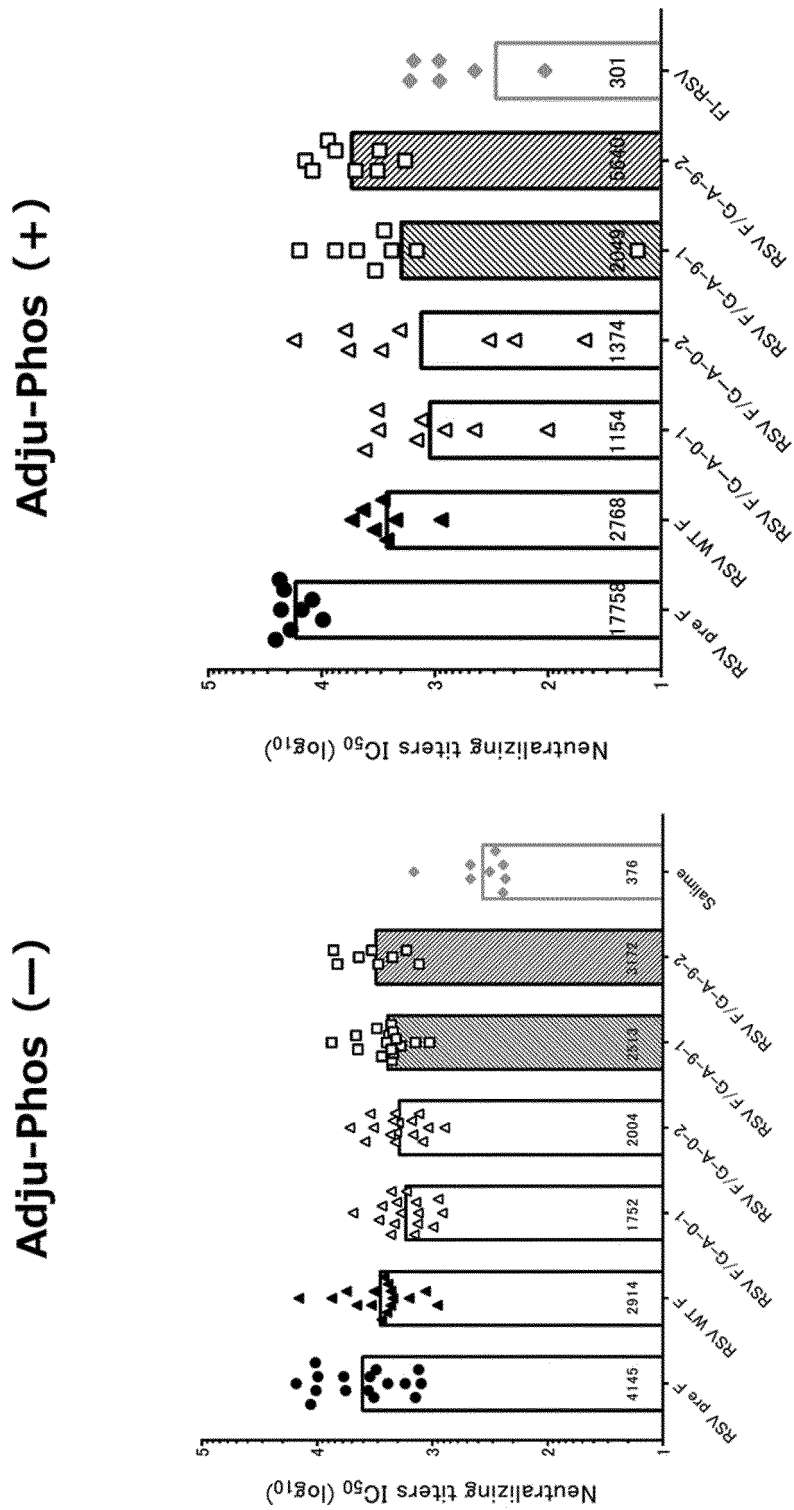 Adju-Phos (−)
Neutralizing titers IC50 (log10)
5
4
3
2
1
4145
2914
1752
2004
2513
3172
376
RSV pre F
RSV WT F
RSV F/G-A-0-1
RSV F/G-A-0-2
RSV F/G-A-9-1
RSV F/G-A-9-2
Salime
Adju-Phos (+)
Neutralizing titers IC50 (log10)
5
4
3
2
1
17758
2768
1154
1374
2049
5640
301
RSV pre F
RSV WT F
RSV F/G-A-0-1
RSV F/G-A-0-2
RSV F/G-A-9-1
RSV F/G-A-9-2
FI-RSV